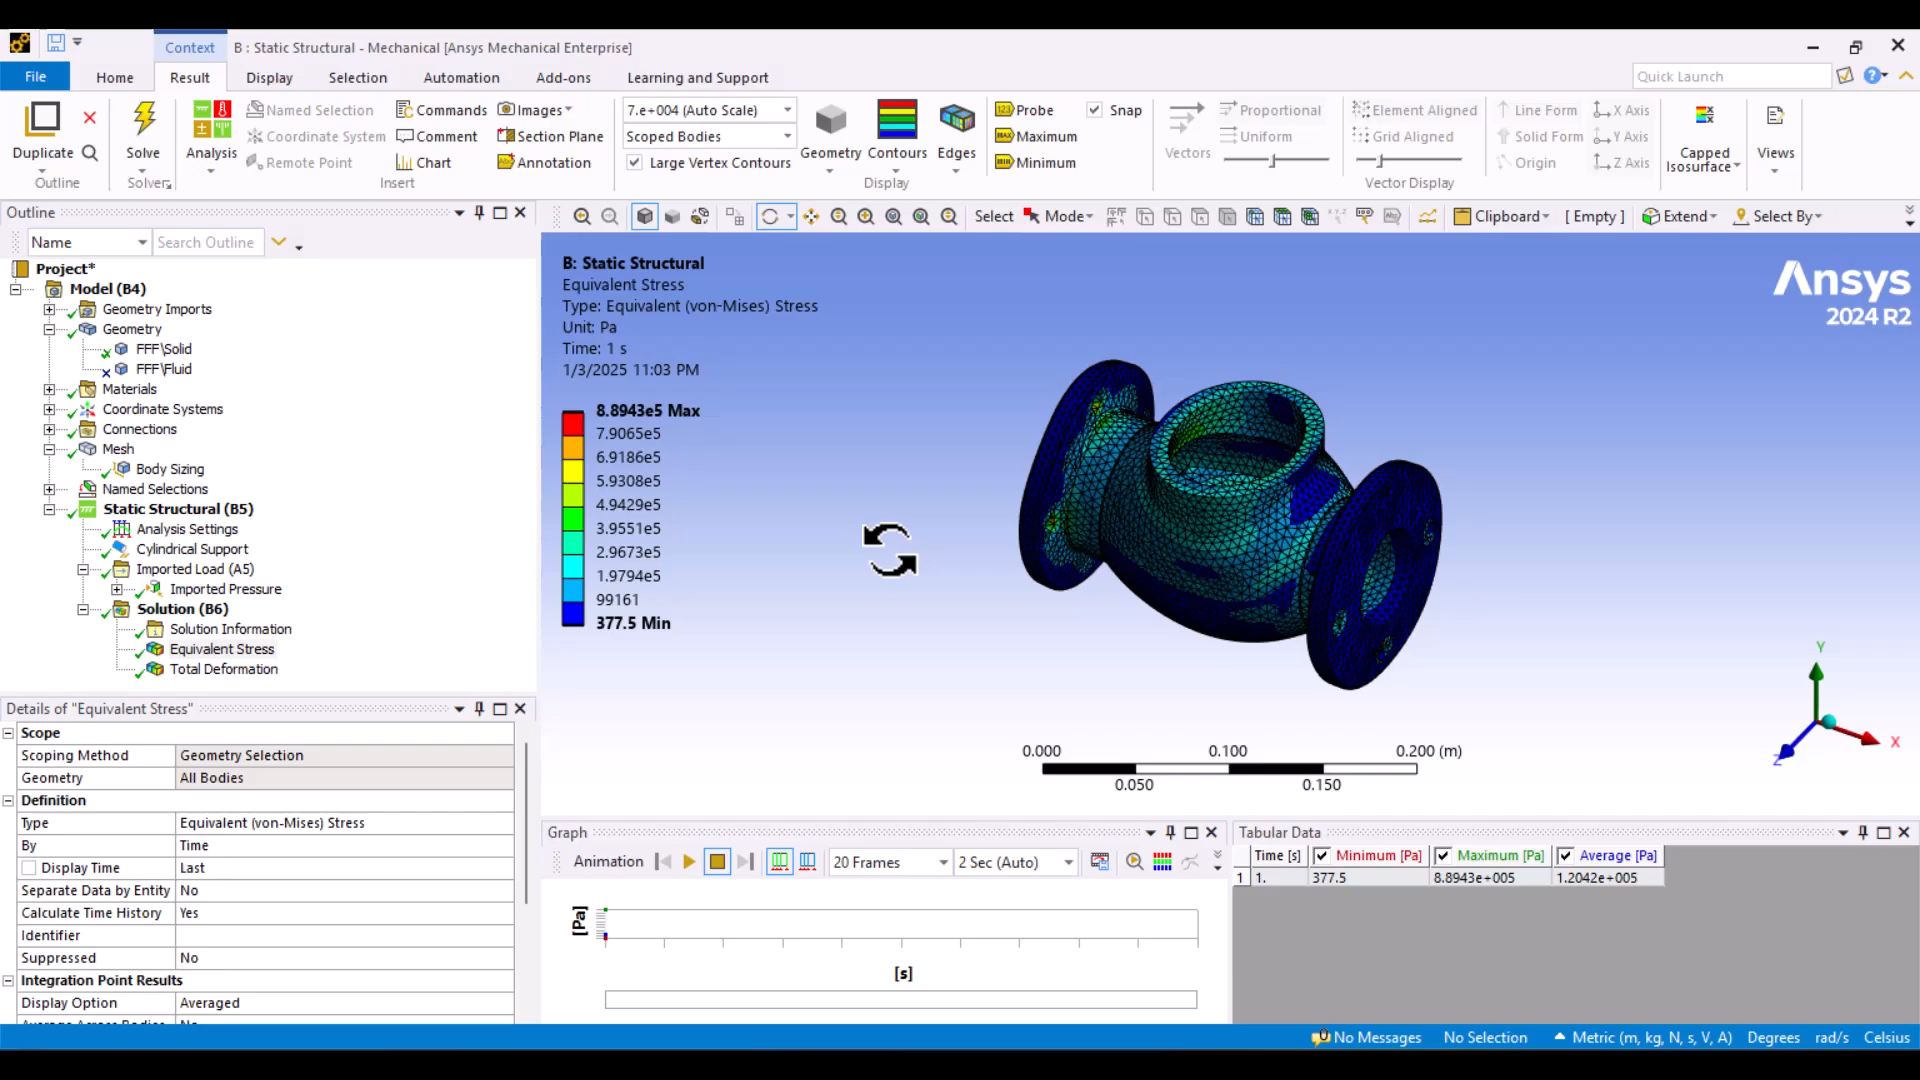 Context
B : Static Structural - Mechanical [Ansys Mechanical Enterprise]
File
Home
Result
Display
Selection
Automation
Add-ons
Learning and Support
Quick Launch
Duplicate
Outline
Solve
Solver
Analysis
Named Selection
Coordinate System
Remote Point
Commands
Comment
Chart
Images
Section Plane
Annotation
Insert
7.e+004 (Auto Scale)
Scoped Bodies
Large Vertex Contours
Geometry
Contours
Edges
Display
Probe
Maximum
Minimum
Snap
Vectors
Proportional
Uniform
Element Aligned
Grid Aligned
Line Form
Solid Form
Origin
X Axis
Y Axis
Z Axis
Vector Display
Capped
Isosurface
Views
Outline
Name
Search Outline
Project*
Model (B4)
Geometry Imports
Geometry
FFF\Solid
FFF\Fluid
Materials
Coordinate Systems
Connections
Mesh
Body Sizing
Named Selections
Static Structural (B5)
Analysis Settings
Cylindrical Support
Imported Load (A5)
Imported Pressure
Solution (B6)
Solution Information
Equivalent Stress
Total Deformation
Select
Mode
Clipboard
[ Empty ]
Extend
Select By
B: Static Structural
Equivalent Stress
Type: Equivalent (von-Mises) Stress
Unit: Pa
Time: 1 s
1/3/2025 11:03 PM
8.8943e5 Max
7.9065e5
6.9186e5
5.9308e5
4.9429e5
3.9551e5
2.9673e5
1.9794e5
99161
377.5 Min
Ansys
2024 R2
Y
X
Z
0.000 0.100 0.200 (m)
0.050 0.150
Details of "Equivalent Stress"
Scope
Scoping Method Geometry Selection
Geometry All Bodies
Definition
Type Equivalent (von-Mises) Stress
By Time
Display Time Last
Separate Data by Entity No
Calculate Time History Yes
Identifier
Suppressed No
Integration Point Results
Display Option Averaged
Graph
Animation
20 Frames
2 Sec (Auto)
[Pa]
[s]
Tabular Data
Time [s] Minimum [Pa] Maximum [Pa] Average [Pa]
1 1. 377.5 8.8943e+005 1.2042e+005
No Messages
No Selection
Metric (m, kg, N, s, V, A)
Degrees
rad/s
Celsius